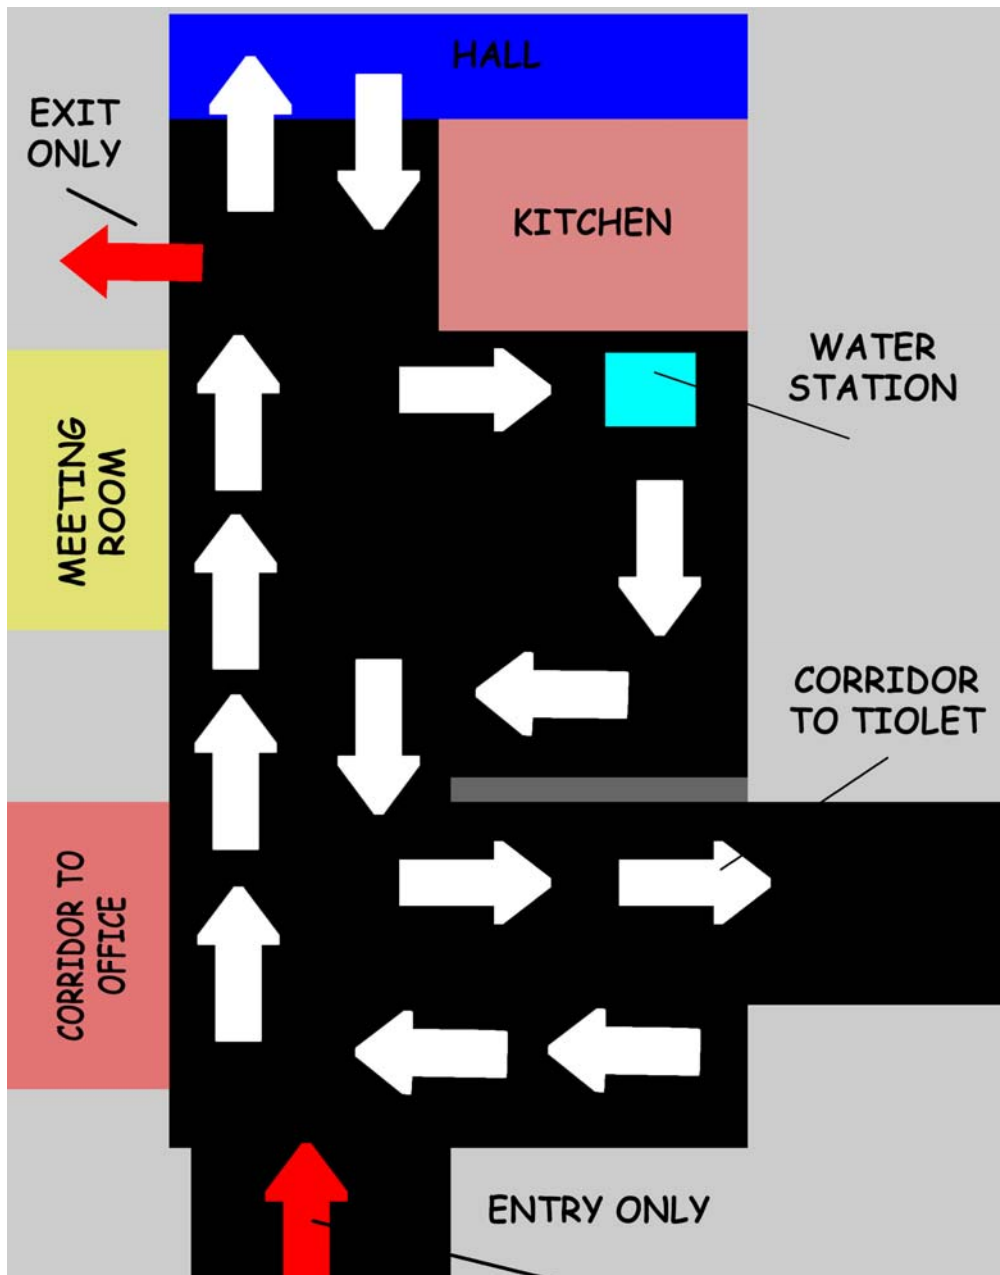 HALL
EXIT
ONLY
KITCHEN
WATER
STATION
MEETING
ROOM
CORRIDOR
TO TIOLET
CORRIDOR TO
OFFICE
ENTRY ONLY